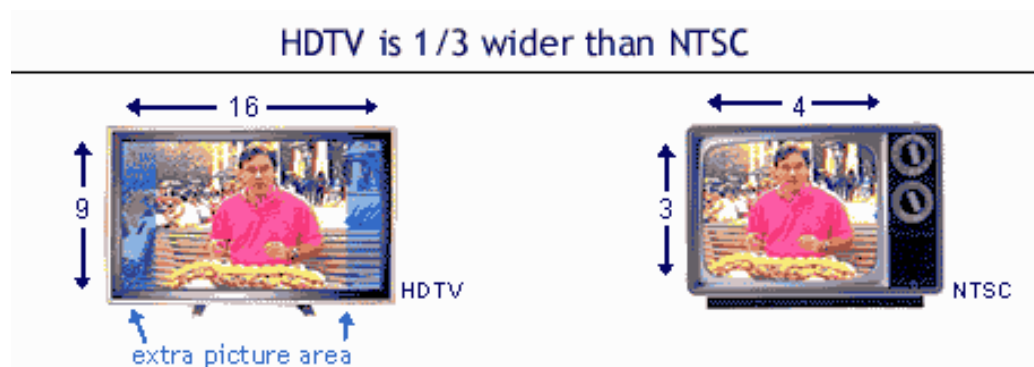 HDTV is 1/3 wider than NTSC
16
4
9
3
HDTV
NTSC
extra picture area